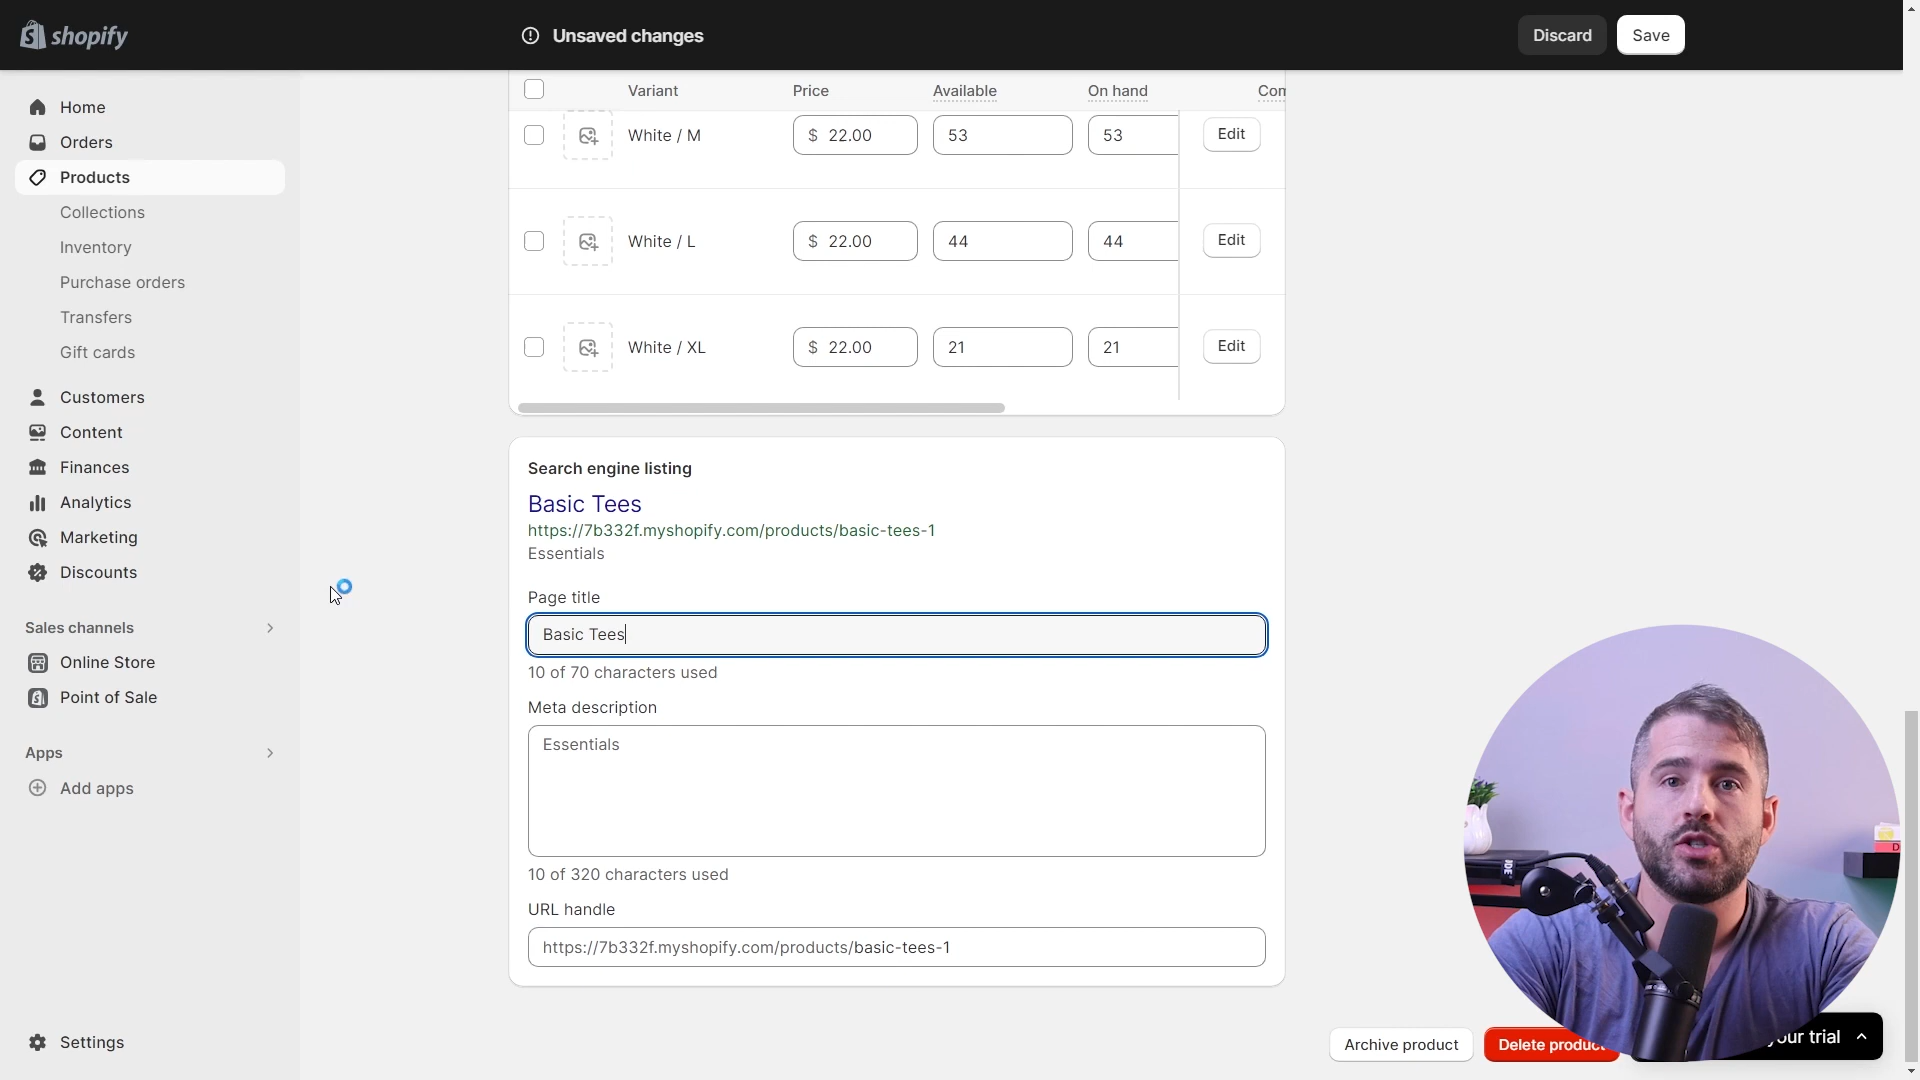 shopify
Unsaved changes
Discard
Save
Home
Orders
Products
Collections
Inventory
Purchase orders
Transfers
Gift cards
Customers
Content
Finances
Analytics
Marketing
Discounts
Sales channels
Online Store
Point of Sale
Apps
Add apps
Settings
Variant Price Available On hand
White / M $ 22.00 53 53 Edit
White / L $ 22.00 44 44 Edit
White / XL $ 22.00 21 21 Edit
Search engine listing
Basic Tees
https://7b332f.myshopify.com/products/basic-tees-1
Essentials
Page title
Basic Tees
10 of 70 characters used
Meta description
Essentials
10 of 320 characters used
URL handle
https://7b332f.myshopify.com/products/basic-tees-1
Archive product
Delete product
your trial